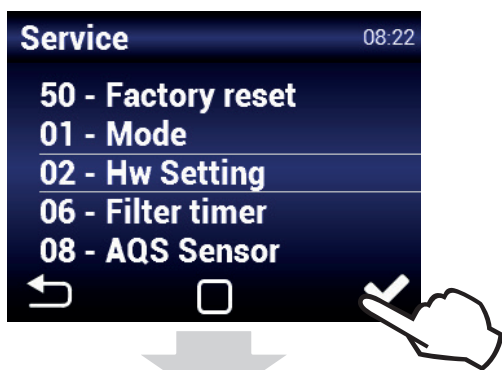 Service 08:22
50 - Factory reset
01 - Mode
02 - Hw Setting
06 - Filter timer
08 - AQS Sensor